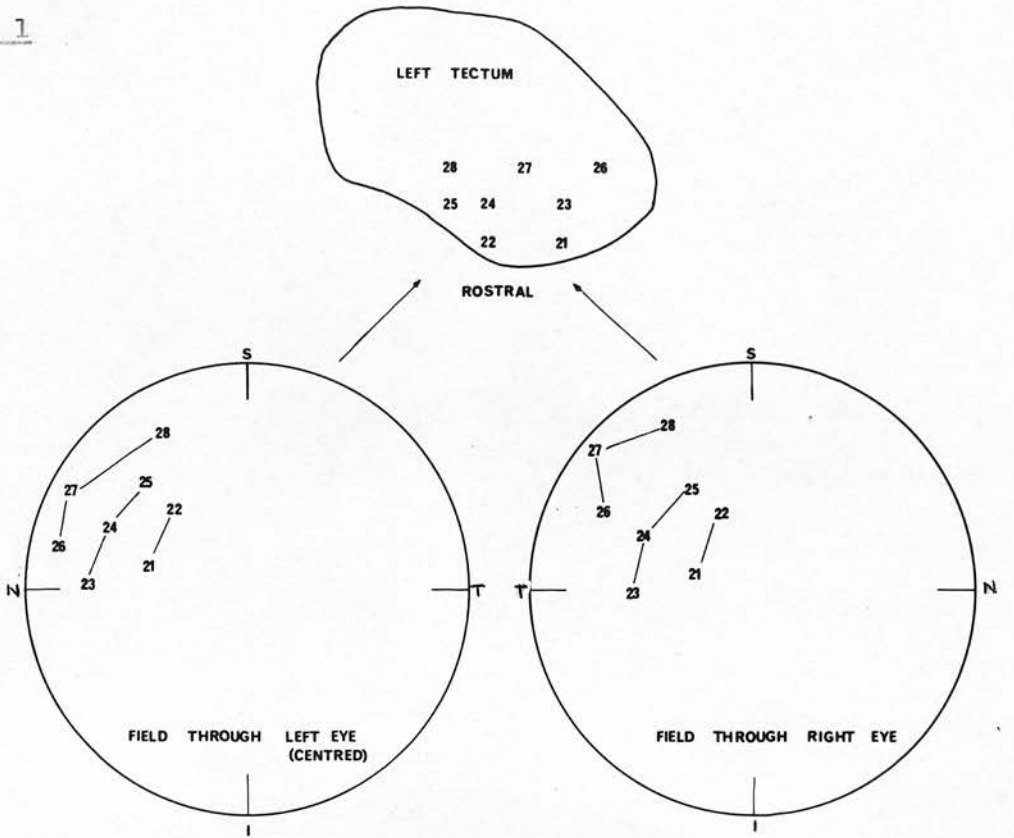 1
LEFT TECTUM
28 27 26
25 24 23
22 21
ROSTRAL
S
28
27
25
22
24
26
21
23
N
T
FIELD THROUGH LEFT EYE
(CENTRED)
I
S
28
27
25
26
22
24
21
23
T
N
FIELD THROUGH RIGHT EYE
I